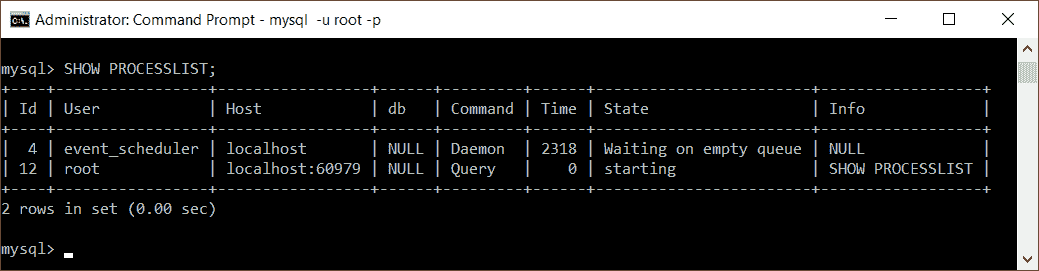 Administrator: Command Prompt - mysql  -u root -p
mysql> SHOW PROCESSLIST;
+----+-----------------+-----------------+------+---------+------+------------------------+------------------+
| Id | User            | Host            | db   | Command | Time | State                  | Info             |
+----+-----------------+-----------------+------+---------+------+------------------------+------------------+
|  4 | event_scheduler | localhost       | NULL | Daemon  | 2318 | Waiting on empty queue | NULL             |
| 12 | root            | localhost:60979 | NULL | Query   |    0 | starting               | SHOW PROCESSLIST |
+----+-----------------+-----------------+------+---------+------+------------------------+------------------+
2 rows in set (0.00 sec)
mysql>